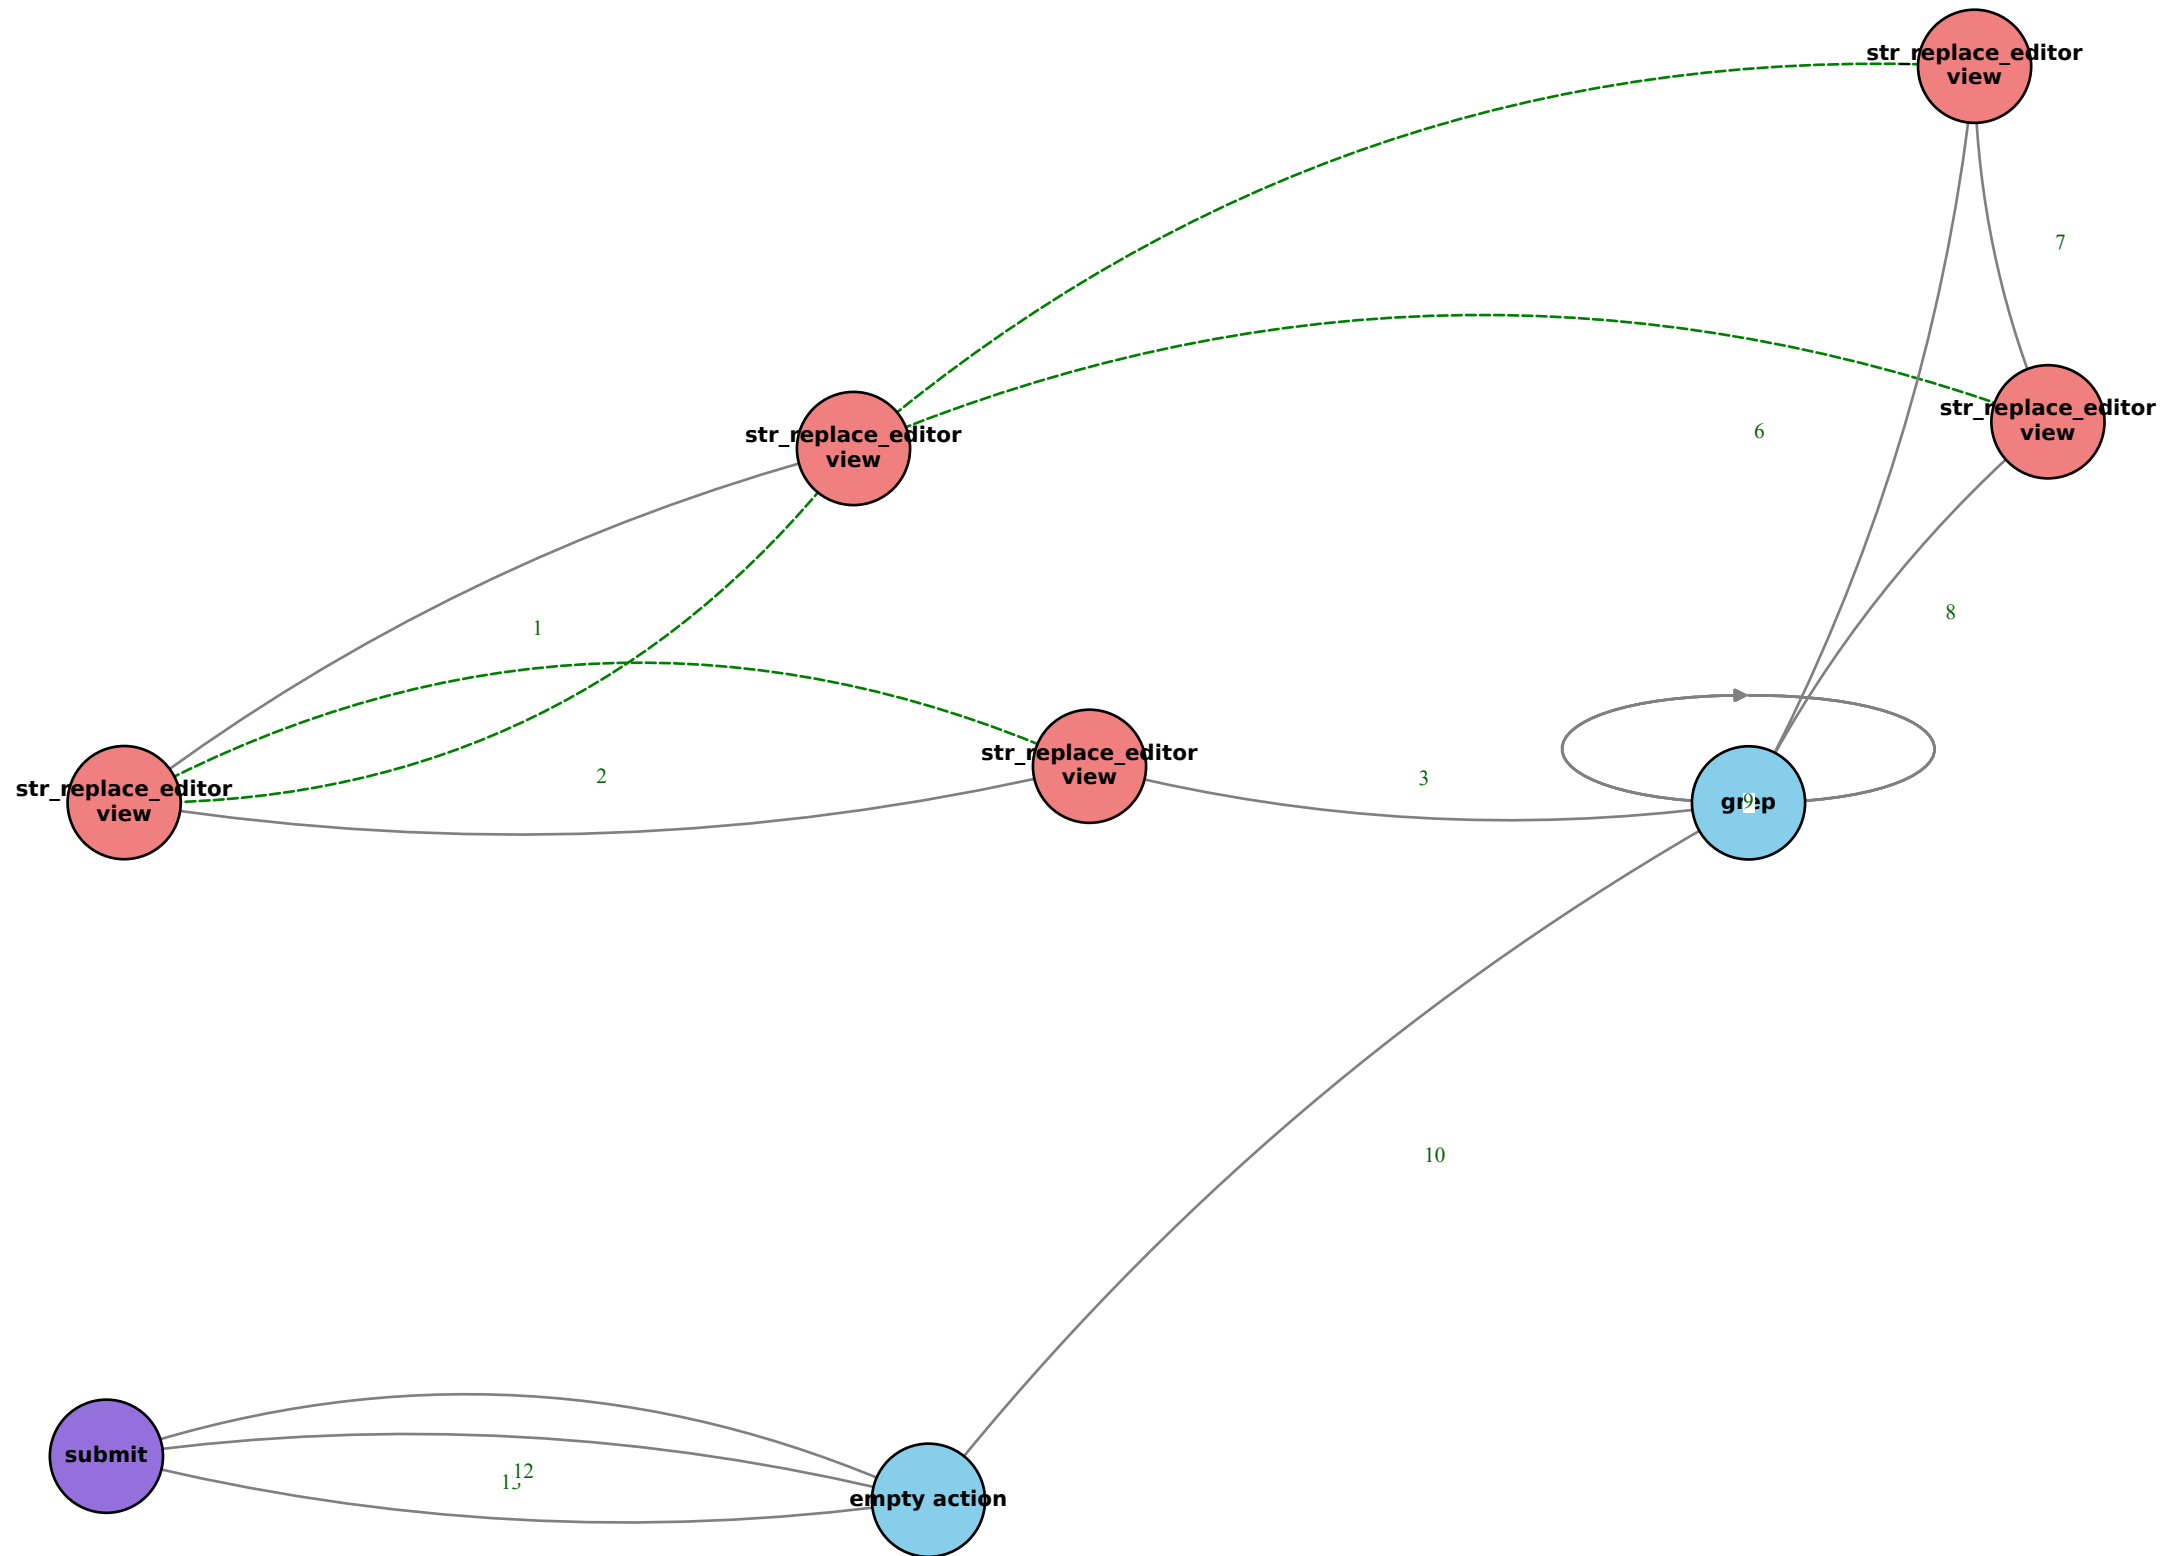 str_replace_editor
view
7
str_replace_editor
view
6
str_replace_editor
view
8
1
str_replace_editor
view
2
3
str_replace_editor
view
9
submit
12
empty action
10